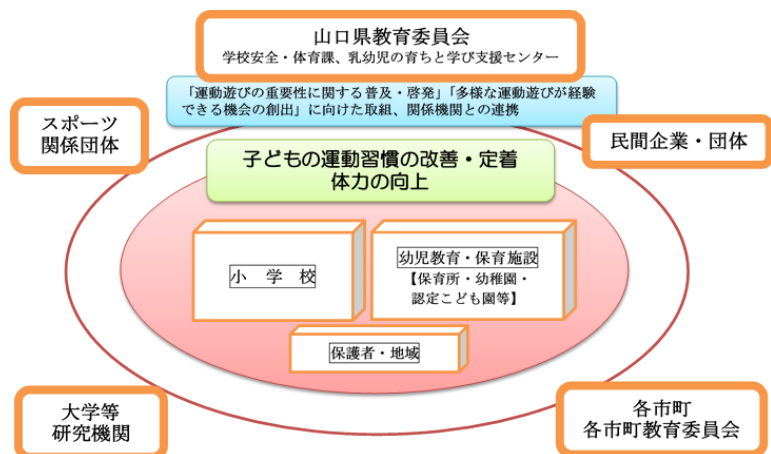 山口県教育委員会
学校安全・体育課、乳幼児の育ちと学び支援センター
「運動遊びの重要性に関する普及・啓発」「多様な運動遊びが経験
できる機会の創出」に向けた取組、関係機関との連携
スポーツ
関係団体
民間企業・団体
子どもの運動習慣の改善・定着
体力の向上
小　学　校
幼児教育・保育施設
【保育所・幼稚園・
認定こども園等】
保護者・地域
大学等
研究機関
各市町
各市町教育委員会